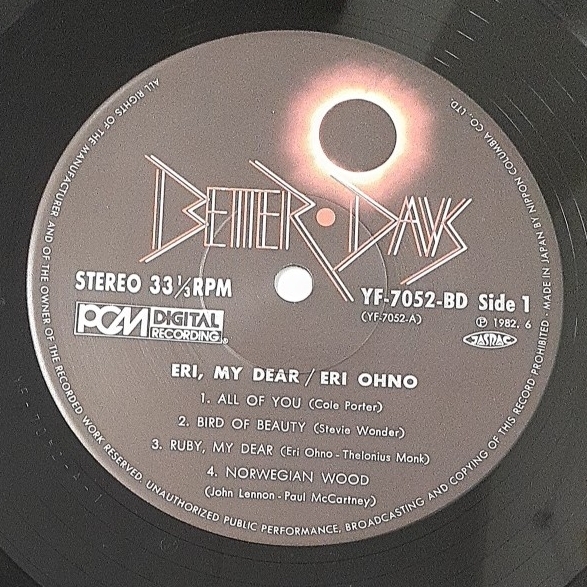 BETTER DAYS
STEREO 33 1/3 RPM
YF-7052-BD Side 1
(YF-7052-A)
Ⓟ 1982. 6
PCM DIGITAL RECORDING®
JASRAC
ERI, MY DEAR / ERI OHNO
1. ALL OF YOU (Cole Porter)
2. BIRD OF BEAUTY (Stevie Wonder)
3. RUBY, MY DEAR (Eri Ohno - Thelonius Monk)
4. NORWEGIAN WOOD
(John Lennon - Paul McCartney)
ALL RIGHTS OF THE MANUFACTURER AND OF THE OWNER OF THE RECORDED WORK RESERVED. UNAUTHORIZED PUBLIC PERFORMANCE, BROADCASTING AND COPYING OF THIS RECORD PROHIBITED · MADE IN JAPAN BY NIPPON COLUMBIA CO., LTD.